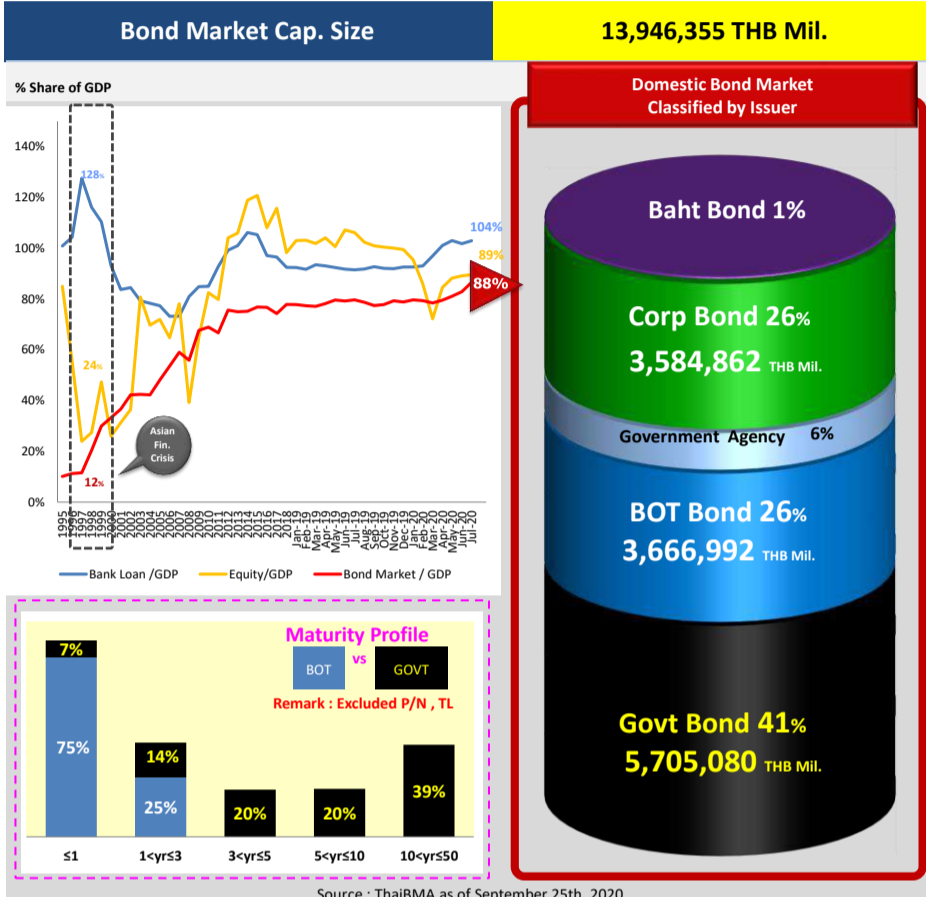 Bond Market Cap. Size
13,946,355 THB Mil.
% Share of GDP
140%
120%
100%
80%
60%
40%
20%
0%
128%
24%
12%
104%
89%
88%
Asian
Fin.
Crisis
1995
1996
1997
1998
1999
2000
2001
2002
2003
2004
2005
2006
2007
2008
2009
2010
2011
2012
2013
2014
2015
2016
2017
2018
Jan-19
Feb-19
Mar-19
Apr-19
May-19
Jun-19
Jul-19
Aug-19
Sep-19
Oct-19
Nov-19
Dec-19
Jan-20
Feb-20
Mar-20
Apr-20
May-20
Jun-20
Jul-20
Bank Loan /GDP
Equity/GDP
Bond Market / GDP
Domestic Bond Market
Classified by Issuer
Baht Bond 1%
Corp Bond 26%
3,584,862 THB Mil.
Government Agency 6%
BOT Bond 26%
3,666,992 THB Mil.
Govt Bond 41%
5,705,080 THB Mil.
Maturity Profile
BOT vs GOVT
Remark : Excluded P/N , TL
7%
75%
14%
25%
20%
20%
39%
≤1
1<yr≤3
3<yr≤5
5<yr≤10
10<yr≤50
Source : ThaiBMA as of September 25th, 2020